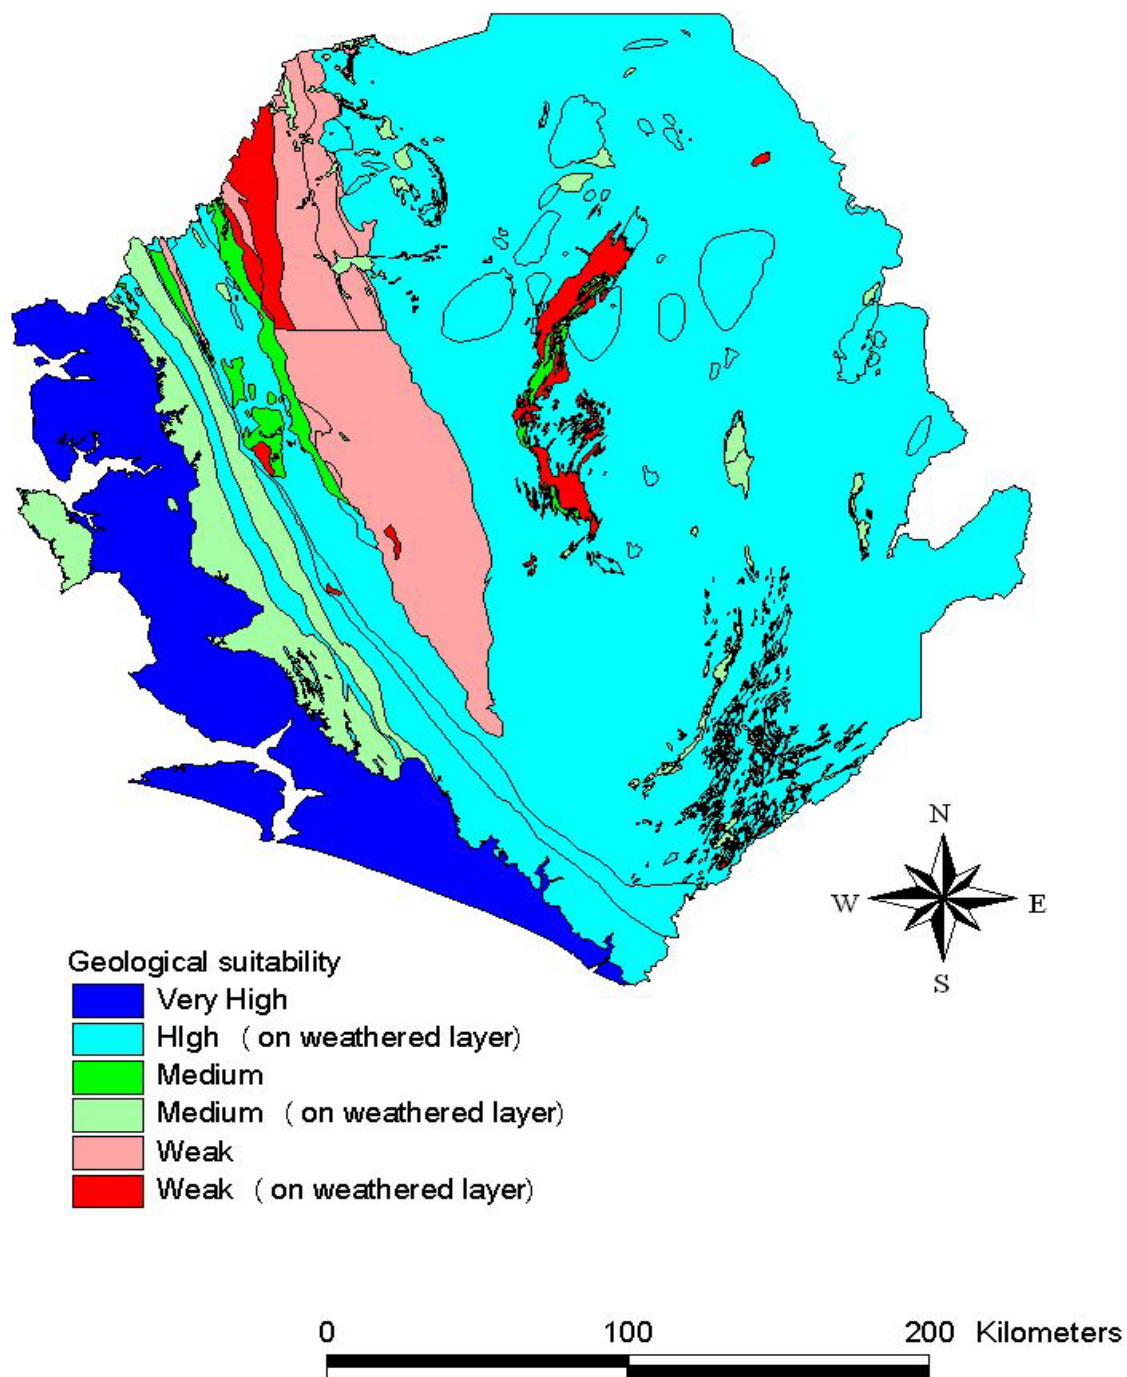 N
W E
S
Geological suitability
Very High
HIgh ( on weathered layer)
Medium
Medium ( on weathered layer)
Weak
Weak ( on weathered layer)
0 100 200 Kilometers